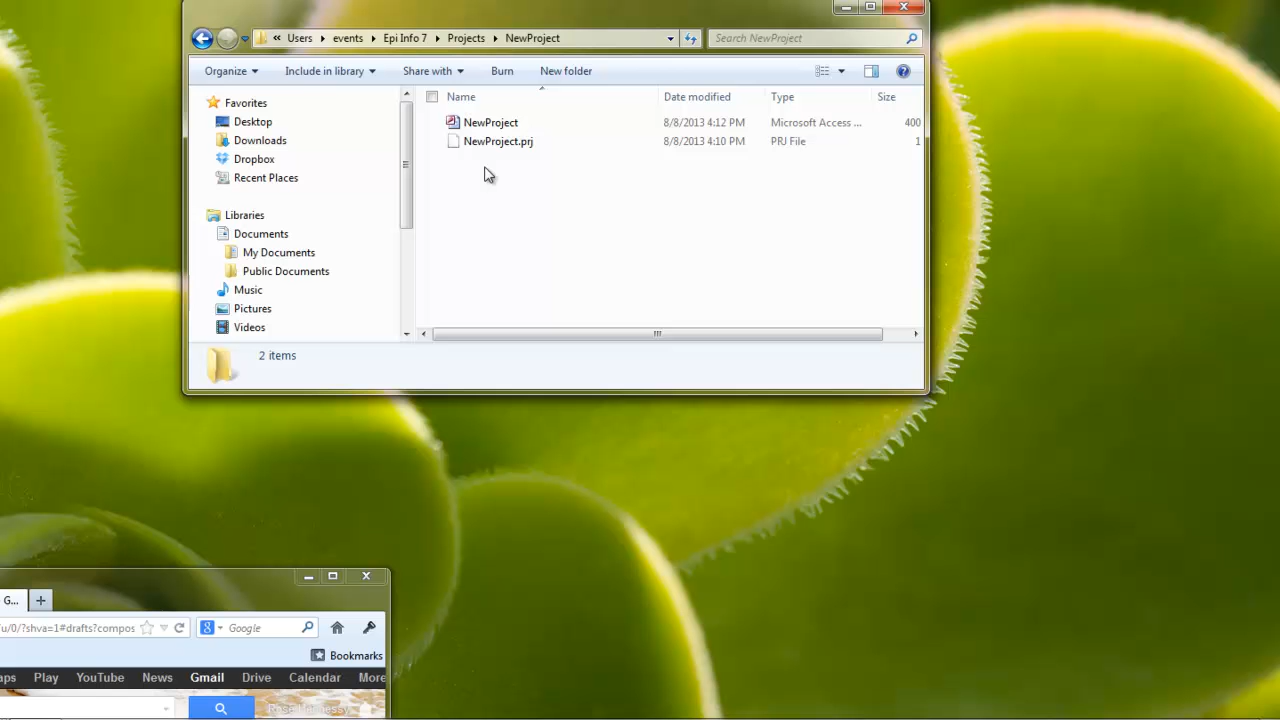 « Users ▸ events ▸ Epi Info 7 ▸ Projects ▸ NewProject Search NewProject
Organize Include in library Share with Burn New folder
Name Date modified Type Size
NewProject 8/8/2013 4:12 PM Microsoft Access ... 400
NewProject.prj 8/8/2013 4:10 PM PRJ File 1
Favorites
Desktop
Downloads
Dropbox
Recent Places
Libraries
Documents
My Documents
Public Documents
Music
Pictures
Videos
2 items
G...
u/0/?shva=1#drafts?compos Google
Bookmarks
aps Play YouTube News Gmail Drive Calendar More